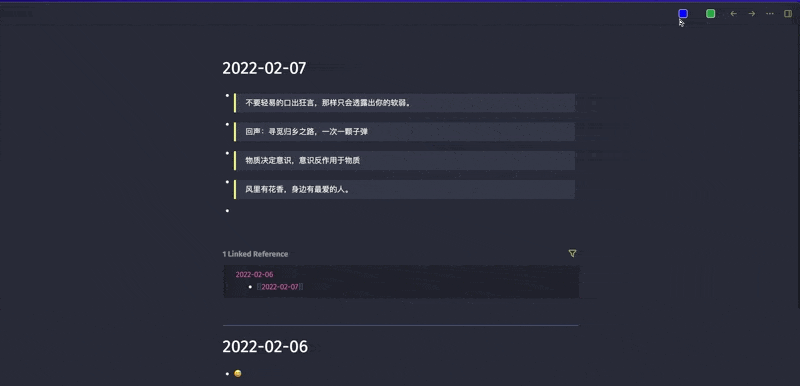 2022-02-07
不要轻易的口出狂言，那样只会透露出你的软弱。
回声：寻觅归乡之路，一次一颗子弹
物质决定意识，意识反作用于物质
风里有花香，身边有最爱的人。
1 Linked Reference
2022-02-06
[[2022-02-07]]
2022-02-06